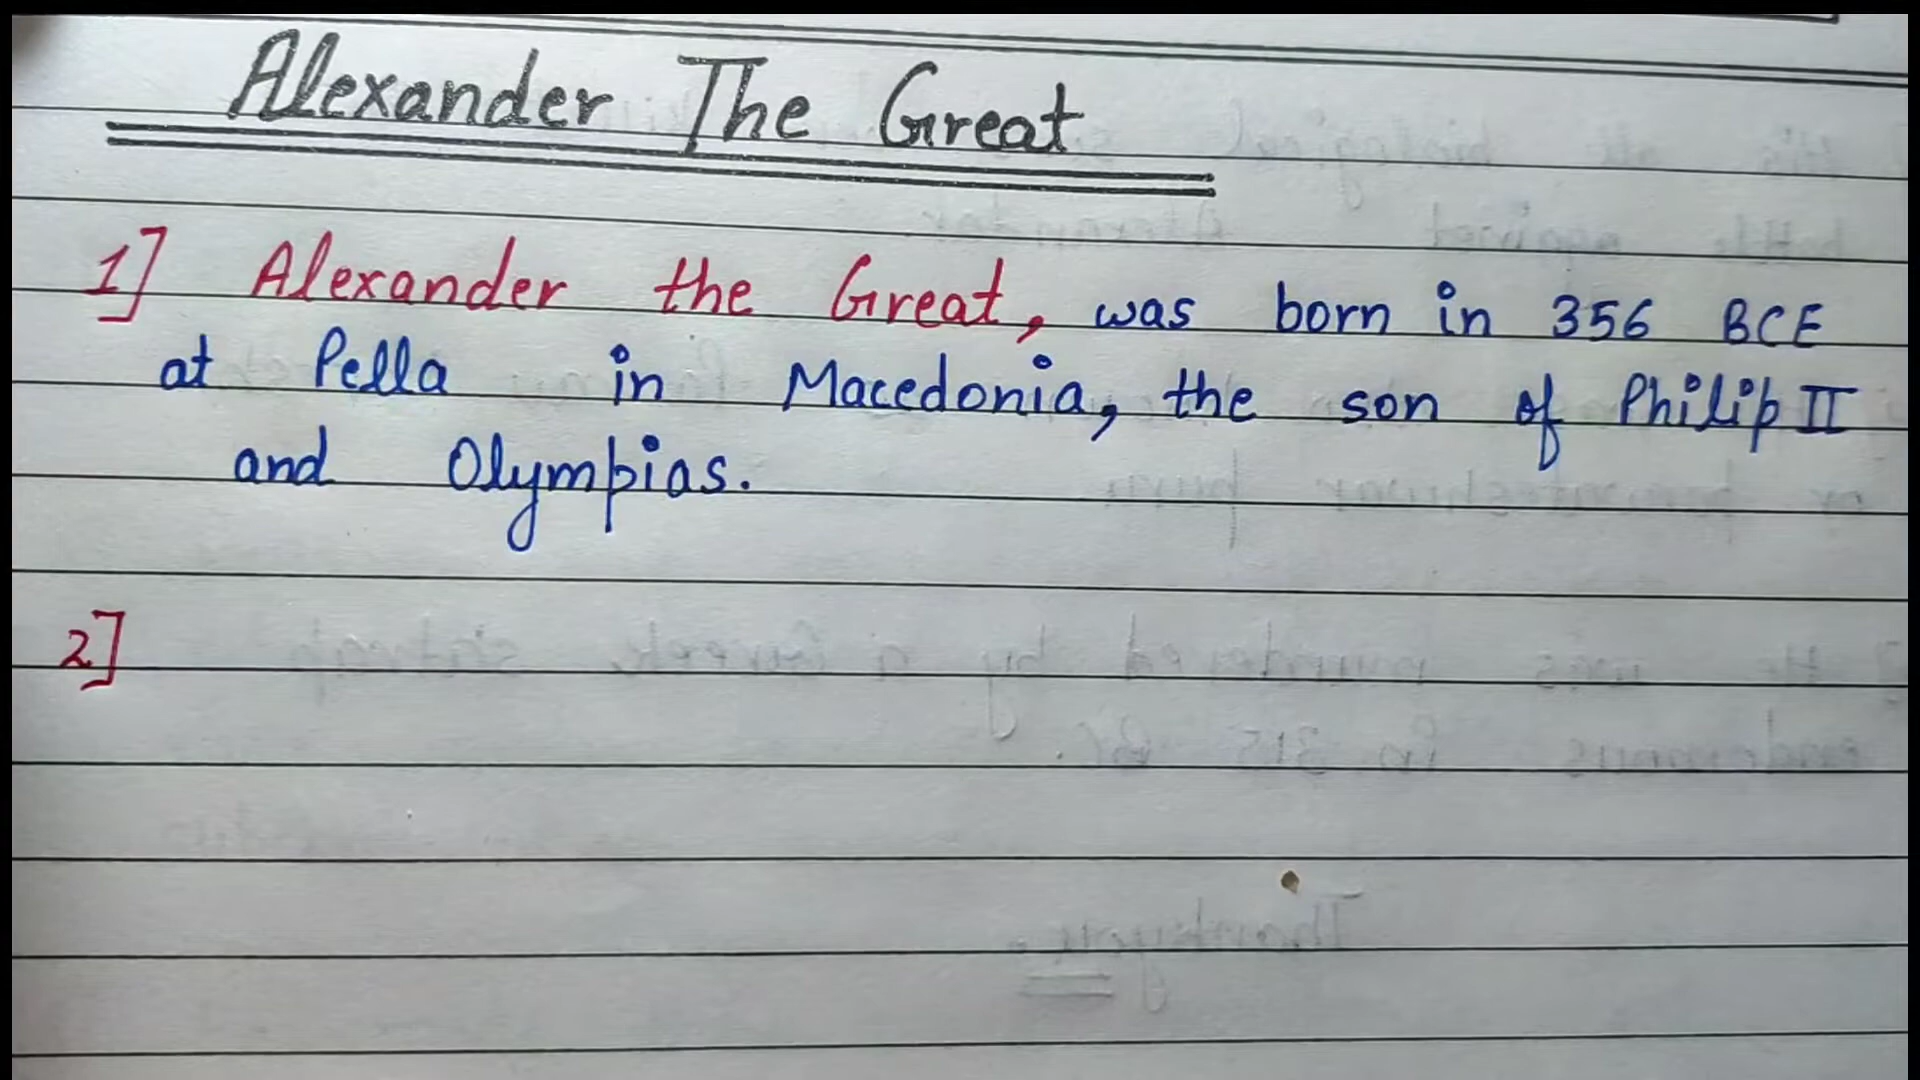 Alexander The Great
1] Alexander the Great, was born in 356 BCE
at Pella in Macedonia, the son of Philip II
and Olympias.
2]